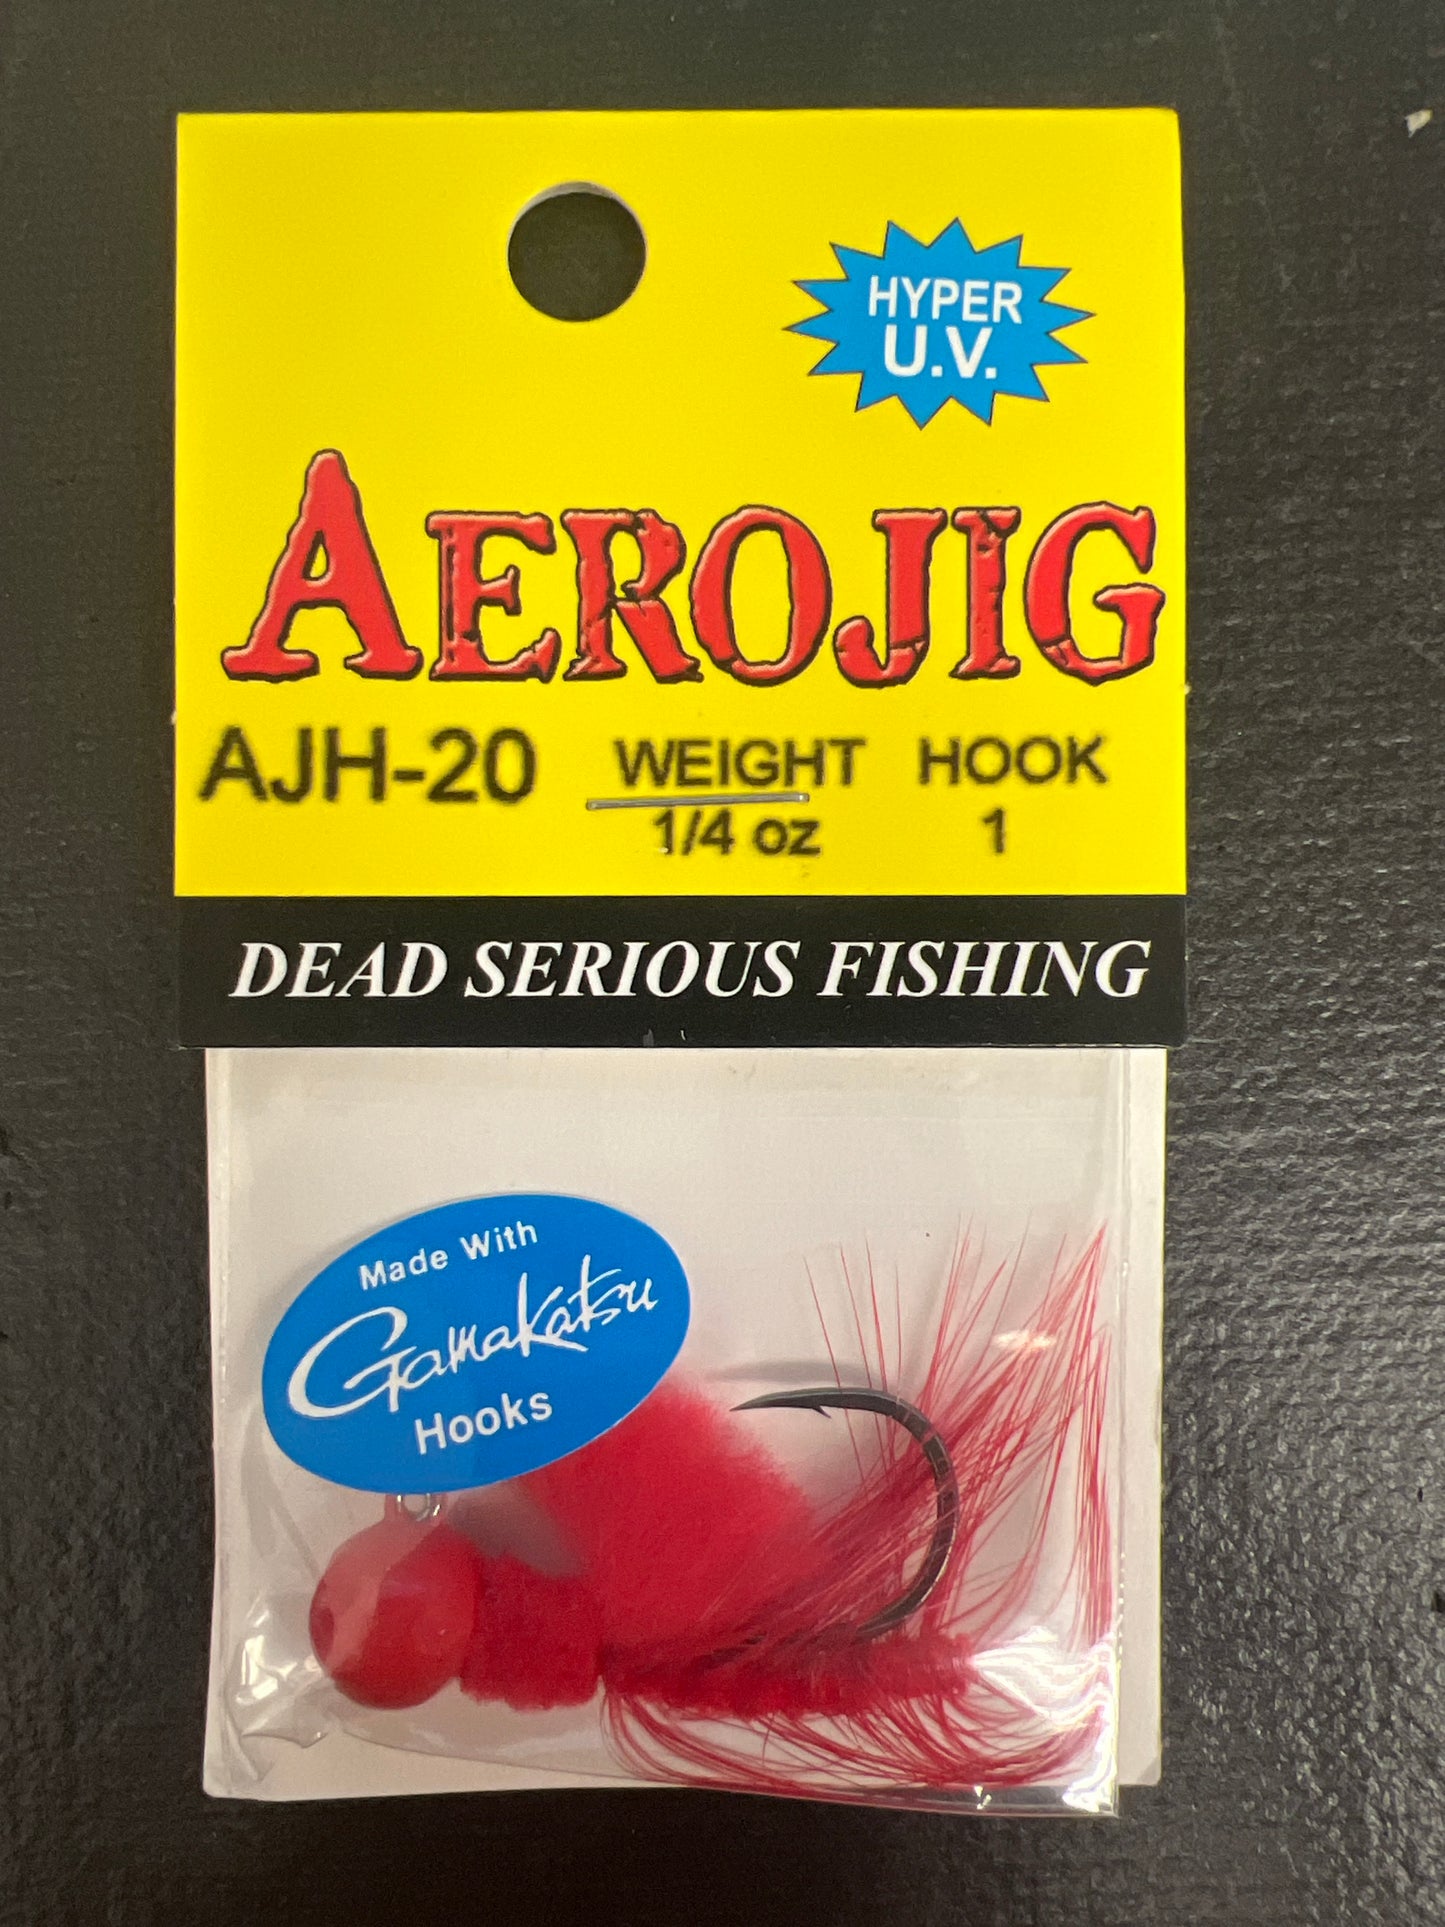 HYPER
U.V.
AEROJIG
AJH-20 WEIGHT HOOK
1/4 oz 1
DEAD SERIOUS FISHING
Made With
Gamakatsu
Hooks